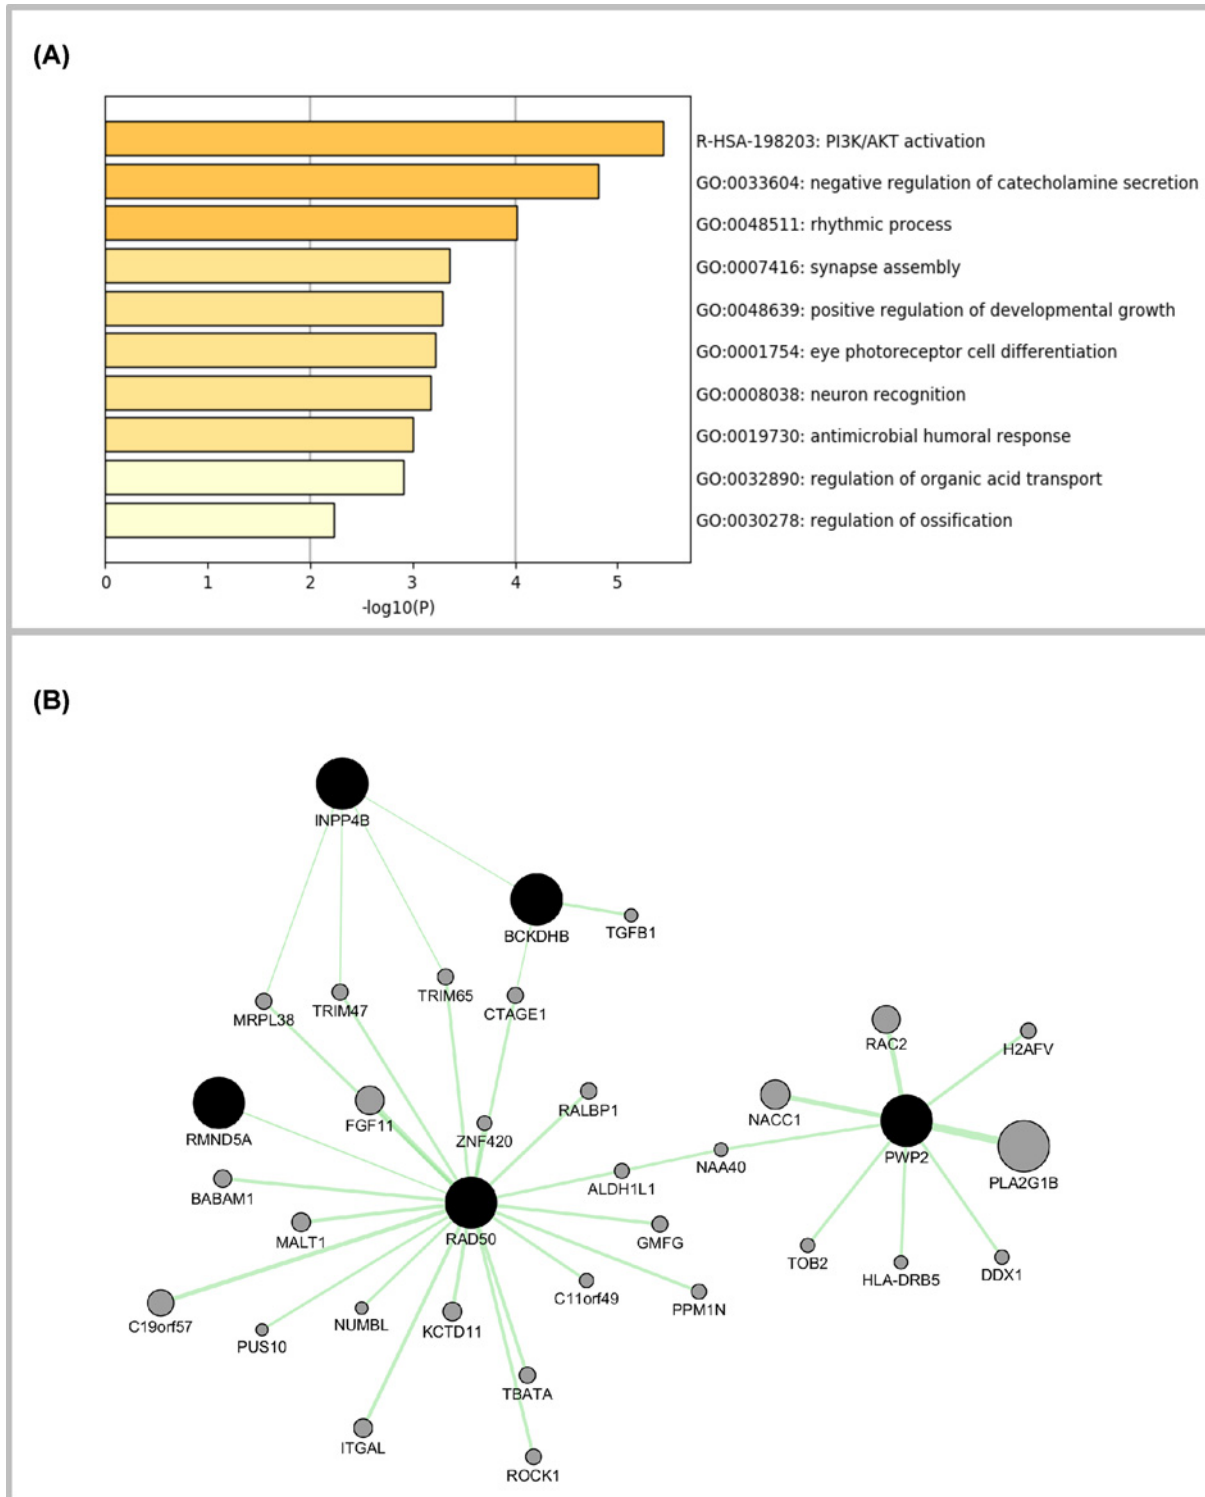 (A)
R-HSA-198203: PI3K/AKT activation
GO:0033604: negative regulation of catecholamine secretion
GO:0048511: rhythmic process
GO:0007416: synapse assembly
GO:0048639: positive regulation of developmental growth
GO:0001754: eye photoreceptor cell differentiation
GO:0008038: neuron recognition
GO:0019730: antimicrobial humoral response
GO:0032890: regulation of organic acid transport
GO:0030278: regulation of ossification
0 1 2 3 4 5
-log10(P)
(B)
INPP4B
BCKDHB
TGFB1
MRPL38
TRIM47
TRIM65
CTAGE1
RAC2
H2AFV
RMND5A
FGF11
ZNF420
RALBP1
NACC1
NAA40
PWP2
PLA2G1B
BABAM1
MALT1
RAD50
ALDH1L1
GMFG
TOB2
HLA-DRB5
DDX1
C19orf57
PUS10
NUMBL
KCTD11
C11orf49
PPM1N
TBATA
ITGAL
ROCK1